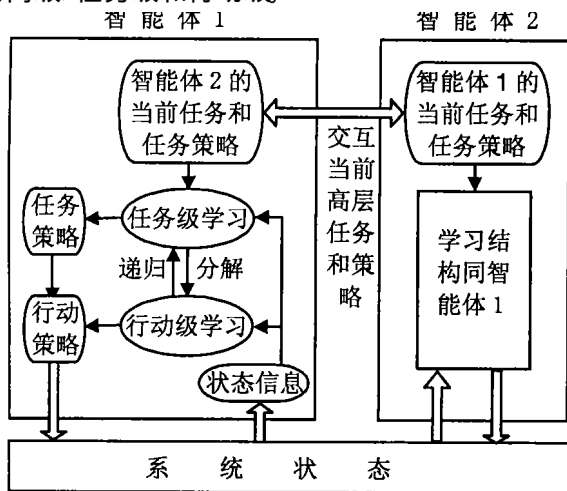 智能体1
智能体2
智能体2的
当前任务和
任务策略
智能体1的
当前任务和
任务策略
交互
当前
高层
任务
和策
略
任务
策略
任务级学习
递归
分解
行动
策略
行动级学习
状态信息
学习结
构同智
能体1
系统状态